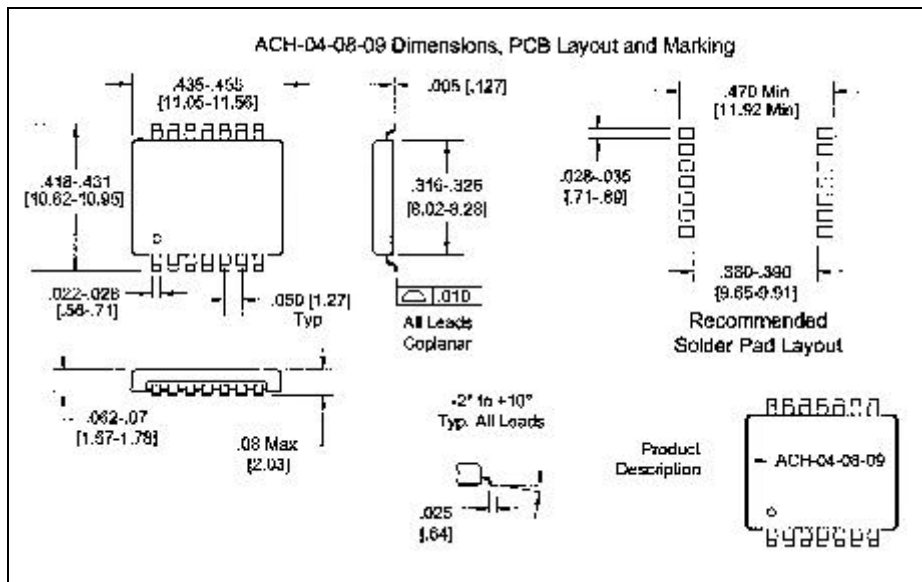 ACH-04-08-09 Dimensions, PCB Layout and Marking
.435-.455
[11.05-11.56]
.005 [.127]
.470 Min
[11.92 Min]
.418-.431
[10.62-10.95]
.316-.326
[8.02-8.28]
.028-.035
[.71-.89]
.022-.028
[.56-.71]
.050 [1.27]
Typ
.010
All Leads
Coplanar
.380-.390
[9.65-9.91]
Recommended
Solder Pad Layout
.062-.07
[1.57-1.78]
.08 Max
[2.03]
-2° to +10°
Typ. All Leads
.025
[.64]
Product
Description
ACH-04-08-09